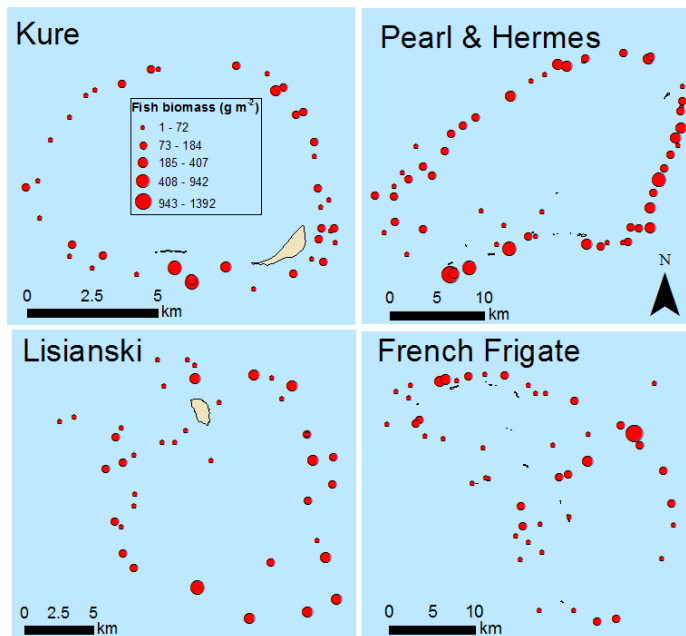 Kure
Fish biomass (g m-2)
1 - 72
73 - 184
185 - 407
408 - 942
943 - 1392
0 2.5 5
km
Pearl & Hermes
N
0 5 10
km
Lisianski
0 2.5 5
km
French Frigate
0 5 10
km